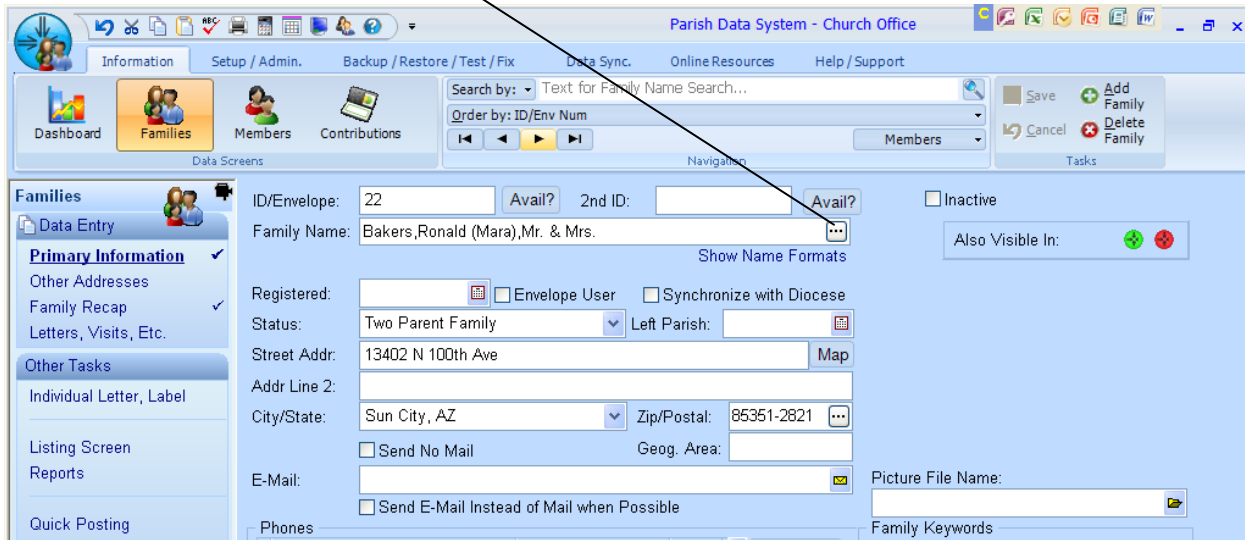 ABC
Parish Data System - Church Office
Information Setup / Admin. Backup / Restore / Test / Fix Data Sync. Online Resources Help / Support
Search by: Text for Family Name Search...
Order by: ID/Env Num
Members
Save Add Family
Cancel Delete Family
Dashboard Families Members Contributions
Data Screens Navigation Tasks
Families
Data Entry
Primary Information
Other Addresses
Family Recap
Letters, Visits, Etc.
Other Tasks
Individual Letter, Label
Listing Screen
Reports
Quick Posting
ID/Envelope: 22 Avail? 2nd ID: Avail? Inactive
Family Name: Bakers,Ronald (Mara),Mr. & Mrs. ...
Also Visible In:
Show Name Formats
Registered: Envelope User Synchronize with Diocese
Status: Two Parent Family Left Parish:
Street Addr: 13402 N 100th Ave Map
Addr Line 2:
City/State: Sun City, AZ Zip/Postal: 85351-2821 ...
Send No Mail Geog. Area:
E-Mail: Picture File Name:
Send E-Mail Instead of Mail when Possible
Phones Family Keywords